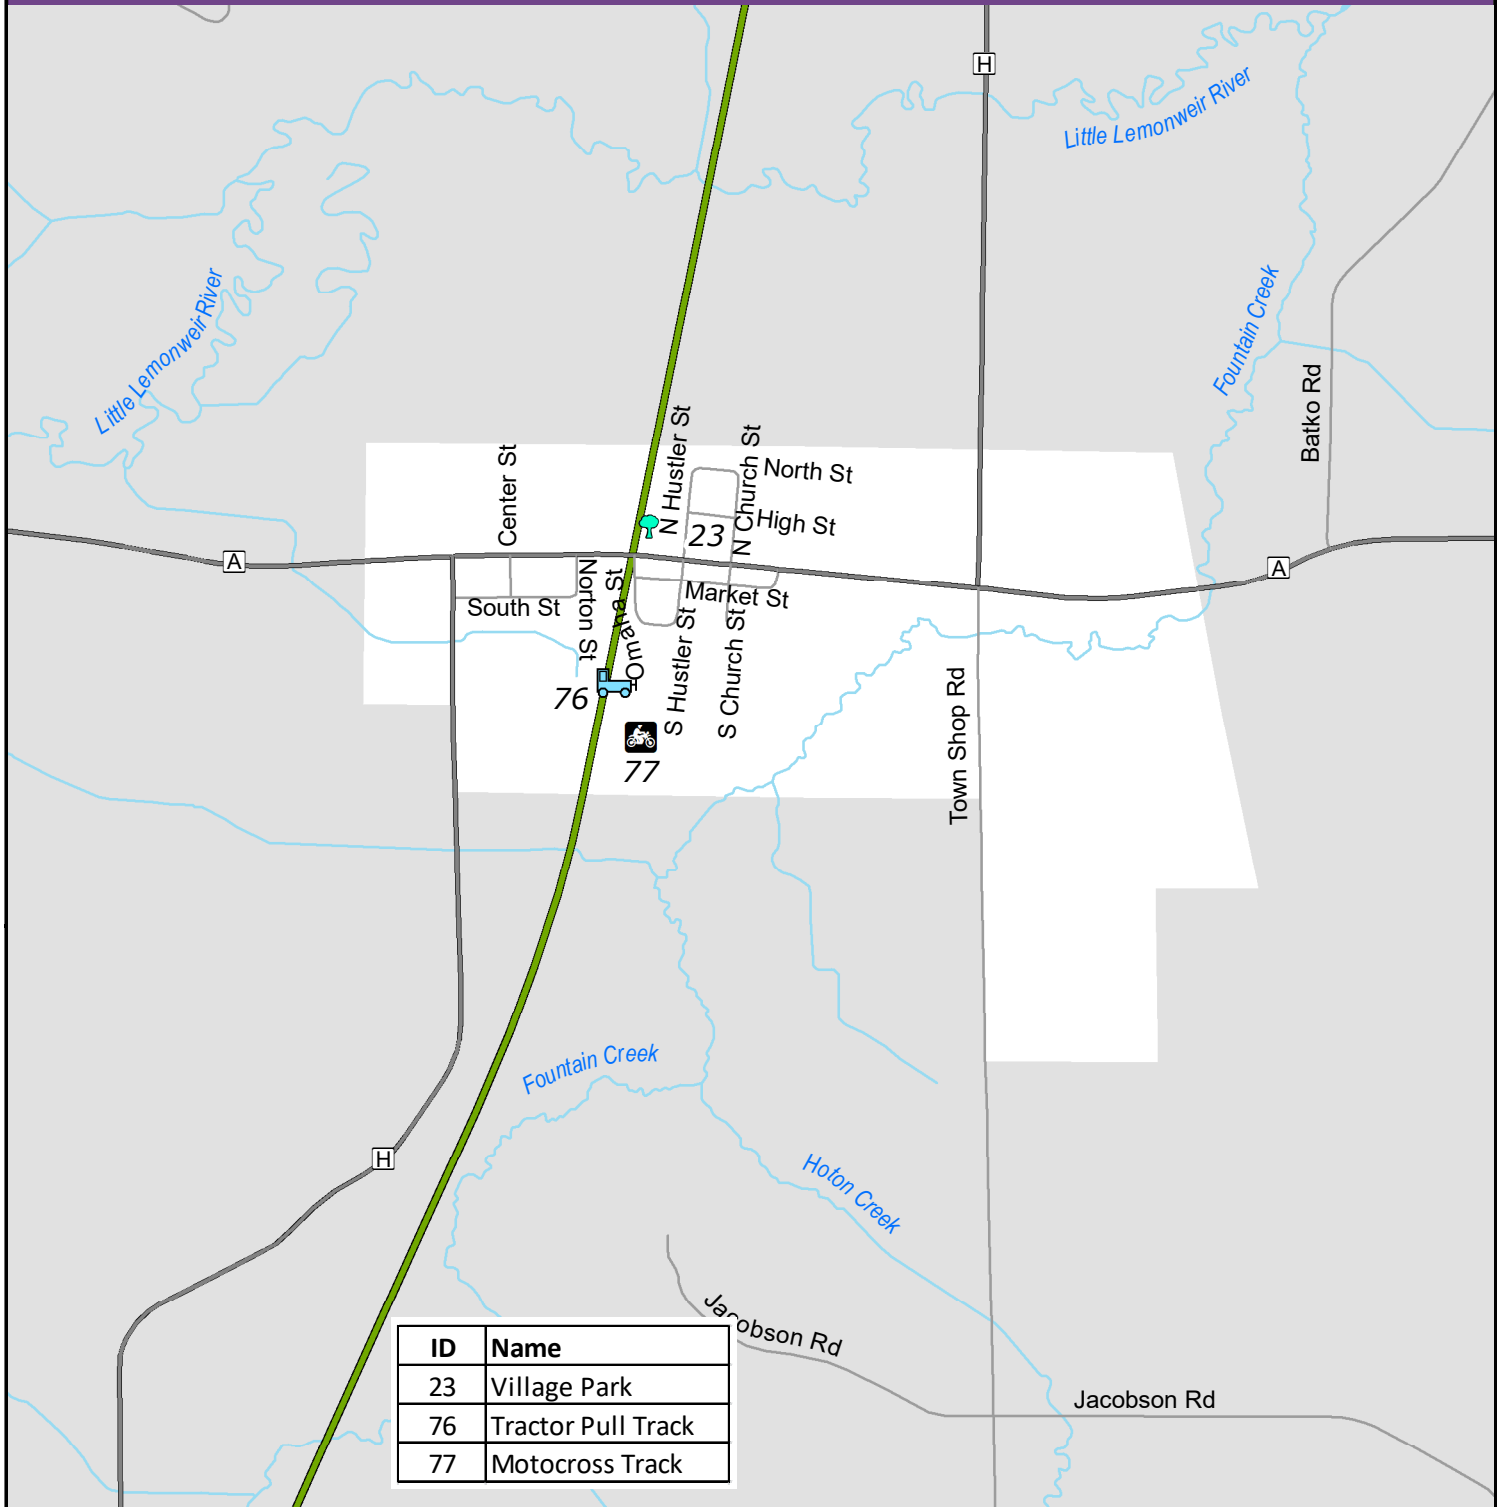 H
Little Lemonweir River
Little Lemonweir River
Fountain Creek
Batko Rd
Center St
N Hustler St
N Church St
North St
High St
23
A
A
South St
Norton St
Omaha St
Market St
S Hustler St
S Church St
76
77
Town Shop Rd
Fountain Creek
H
Hoton Creek
Jacobson Rd
Jacobson Rd
ID Name
23 Village Park
76 Tractor Pull Track
77 Motocross Track